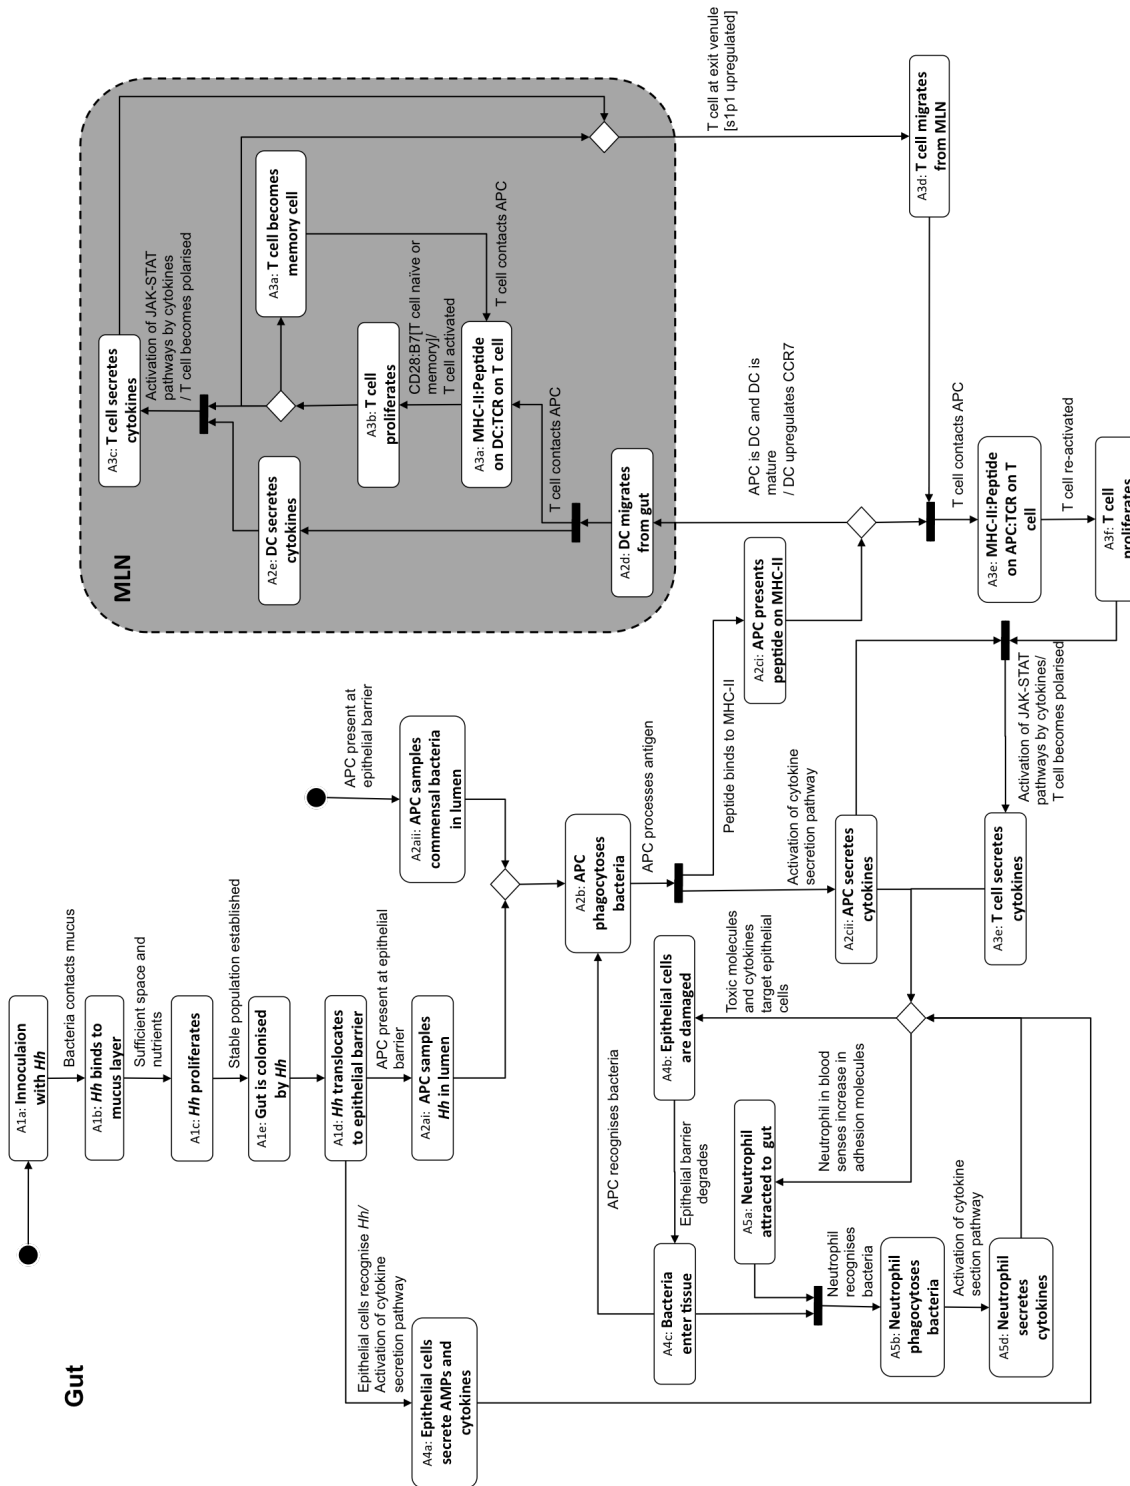 Gut
A1a: Innoculaion
with Hh
Bacteria contacts mucus
A1b: Hh binds to
mucus layer
Sufficient space and
nutrients
A1c: Hh proliferates
Stable population established
A1e: Gut is colonised
by Hh
A1d: Hh translocates
to epithelial barrier
APC present at epithelial
barrier
A2ai: APC samples
Hh in lumen
Epithelial cells recognise Hh/
Activation of cytokine
secretion pathway
A4a: Epithelial cells
secrete AMPs and
cytokines
APC present at
epithelial barrier
A2aii: APC samples
commensal bacteria
in lumen
A2b: APC
phagocytoses
bacteria
APC processes antigen
APC recognises bacteria
Peptide binds to MHC-II
Activation of cytokine
secretion pathway
A2ci: APC presents
peptide on MHC-II
A2cii: APC secretes
cytokines
A4b: Epithelial cells
are damaged
Toxic molecules
and cytokines
target epithelial
cells
Epithelial barrier
degrades
A4c: Bacteria
enter tissue
A5a: Neutrophil
attracted to gut
Neutrophil in blood
senses increase in
adhesion molecules
Neutrophil
recognises
bacteria
A5b: Neutrophil
phagocytoses
bacteria
Activation of cytokine
section pathway
A5d: Neutrophil
secretes
cytokines
A3e: T cell secretes
cytokines
Activation of JAK-STAT
pathways by cytokines/
T cell becomes polarised
MLN
A3c: T cell secretes
cytokines
Activation of JAK-STAT
pathways by cytokines
/ T cell becomes polarised
A2e: DC secretes
cytokines
A3a: T cell becomes
memory cell
A3b: T cell
proliferates
CD28:B7[T cell naïve or
memory]/
T cell activated
A3a: MHC-II:Peptide
on DC:TCR on T cell
T cell contacts APC
T cell contacts APC
A2d: DC migrates
from gut
APC is DC and DC is
mature
/ DC upregulates CCR7
T cell at exit venule
[s1p1 upregulated]
A3d: T cell migrates
from MLN
T cell contacts APC
A3e: MHC-II:Peptide
on APC:TCR on T
cell
T cell re-activated
A3f: T cell
proliferates